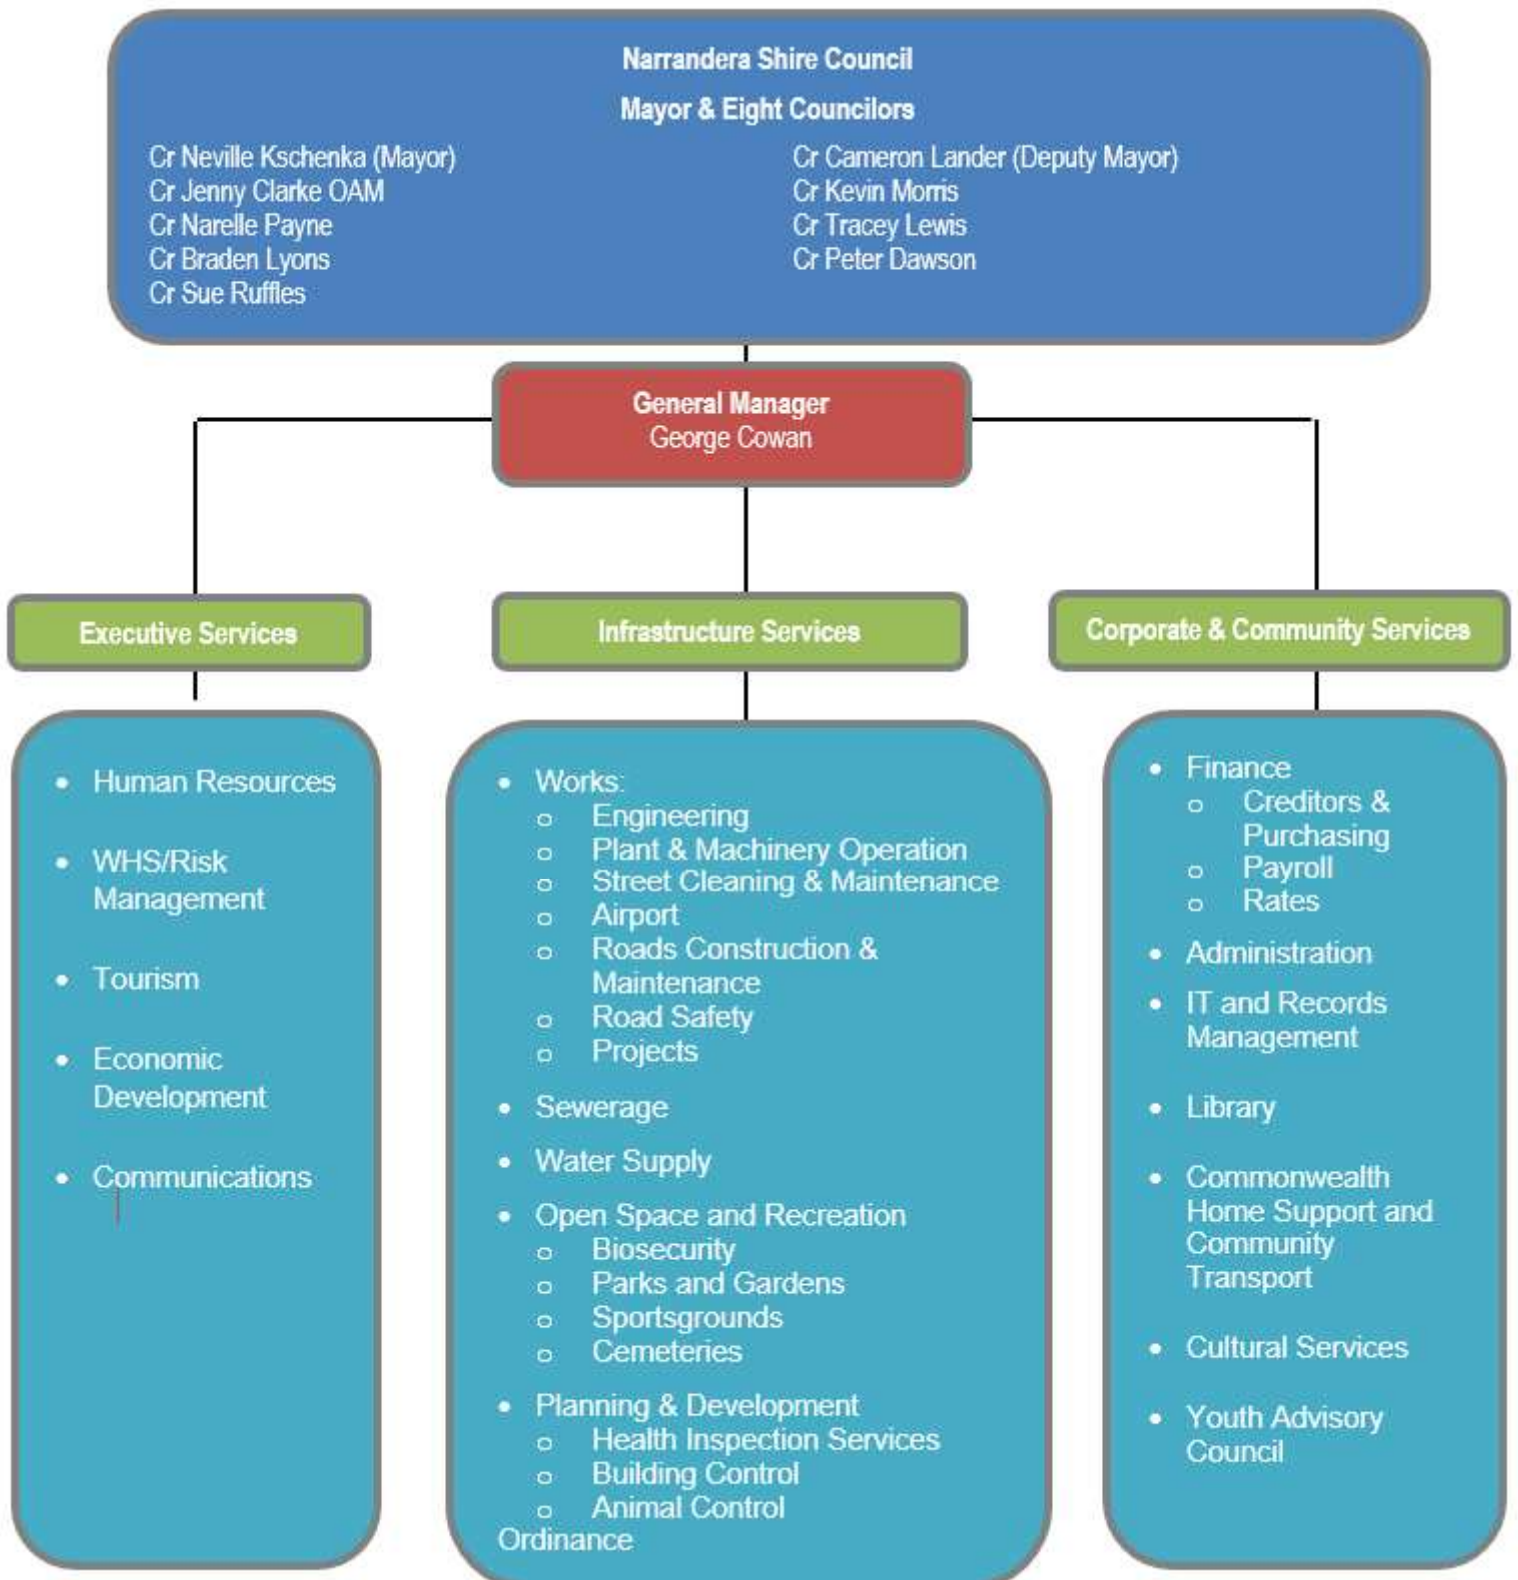 Narrandera Shire Council
Mayor & Eight Councilors
Cr Neville Kschenka (Mayor)
Cr Jenny Clarke OAM
Cr Narelle Payne
Cr Braden Lyons
Cr Sue Ruffles
Cr Cameron Lander (Deputy Mayor)
Cr Kevin Morris
Cr Tracey Lewis
Cr Peter Dawson
General Manager
George Cowan
Executive Services
• Human Resources
• WHS/Risk
Management
• Tourism
• Economic
Development
• Communications
Infrastructure Services
• Works:
o Engineering
o Plant & Machinery Operation
o Street Cleaning & Maintenance
o Airport
o Roads Construction &
Maintenance
o Road Safety
o Projects
• Sewerage
• Water Supply
• Open Space and Recreation
o Biosecurity
o Parks and Gardens
o Sportsgrounds
o Cemeteries
• Planning & Development
o Health Inspection Services
o Building Control
o Animal Control
Ordinance
Corporate & Community Services
• Finance
o Creditors &
Purchasing
o Payroll
o Rates
• Administration
• IT and Records
Management
• Library
• Commonwealth
Home Support and
Community
Transport
• Cultural Services
• Youth Advisory
Council